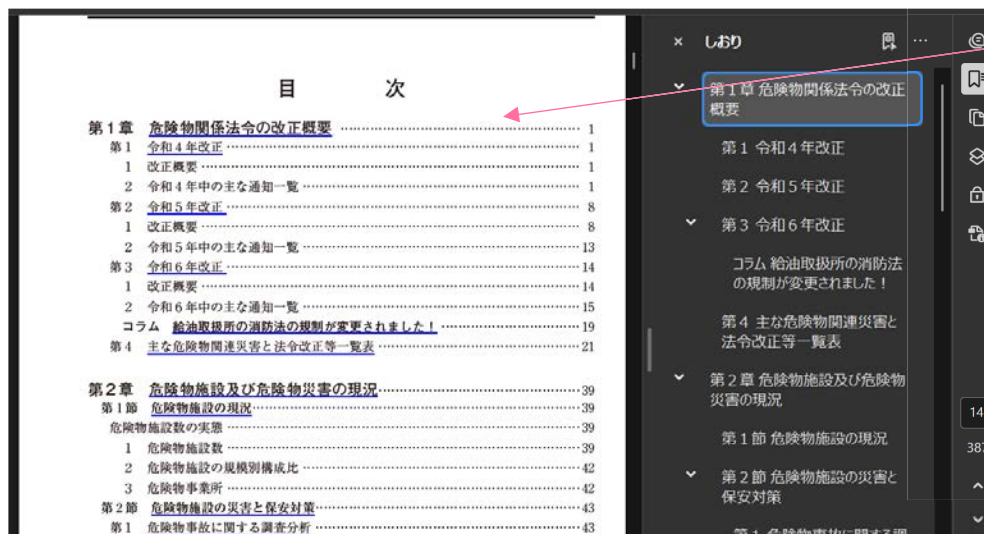 目 次
第1章 危険物関係法令の改正概要 1
第1 令和4年改正 1
1 改正概要 1
2 令和4年中の主な通知一覧 1
第2 令和5年改正 8
1 改正概要 8
2 令和5年中の主な通知一覧 13
第3 令和6年改正 14
1 改正概要 14
2 令和6年中の主な通知一覧 15
コラム 給油取扱所の消防法の規制が変更されました！ 19
第4 主な危険物関連災害と法令改正等一覧表 21
第2章 危険物施設及び危険物災害の現況 39
第1節 危険物施設の現況 39
危険物施設数の実態 39
1 危険物施設数 39
2 危険物施設の規模別構成比 42
3 危険物事業所 42
第2節 危険物施設の災害と保安対策 43
第1 危険物事故に関する調査分析 43
× しおり
第1章 危険物関係法令の改正
概要
第1 令和4年改正
第2 令和5年改正
第3 令和6年改正
コラム 給油取扱所の消防法
の規制が変更されました！
第4 主な危険物関連災害と
法令改正等一覧表
第2章 危険物施設及び危険物
災害の現況
第1節 危険物施設の現況
第2節 危険物施設の災害と
保安対策
第1 危険物事故に関する調
14
387